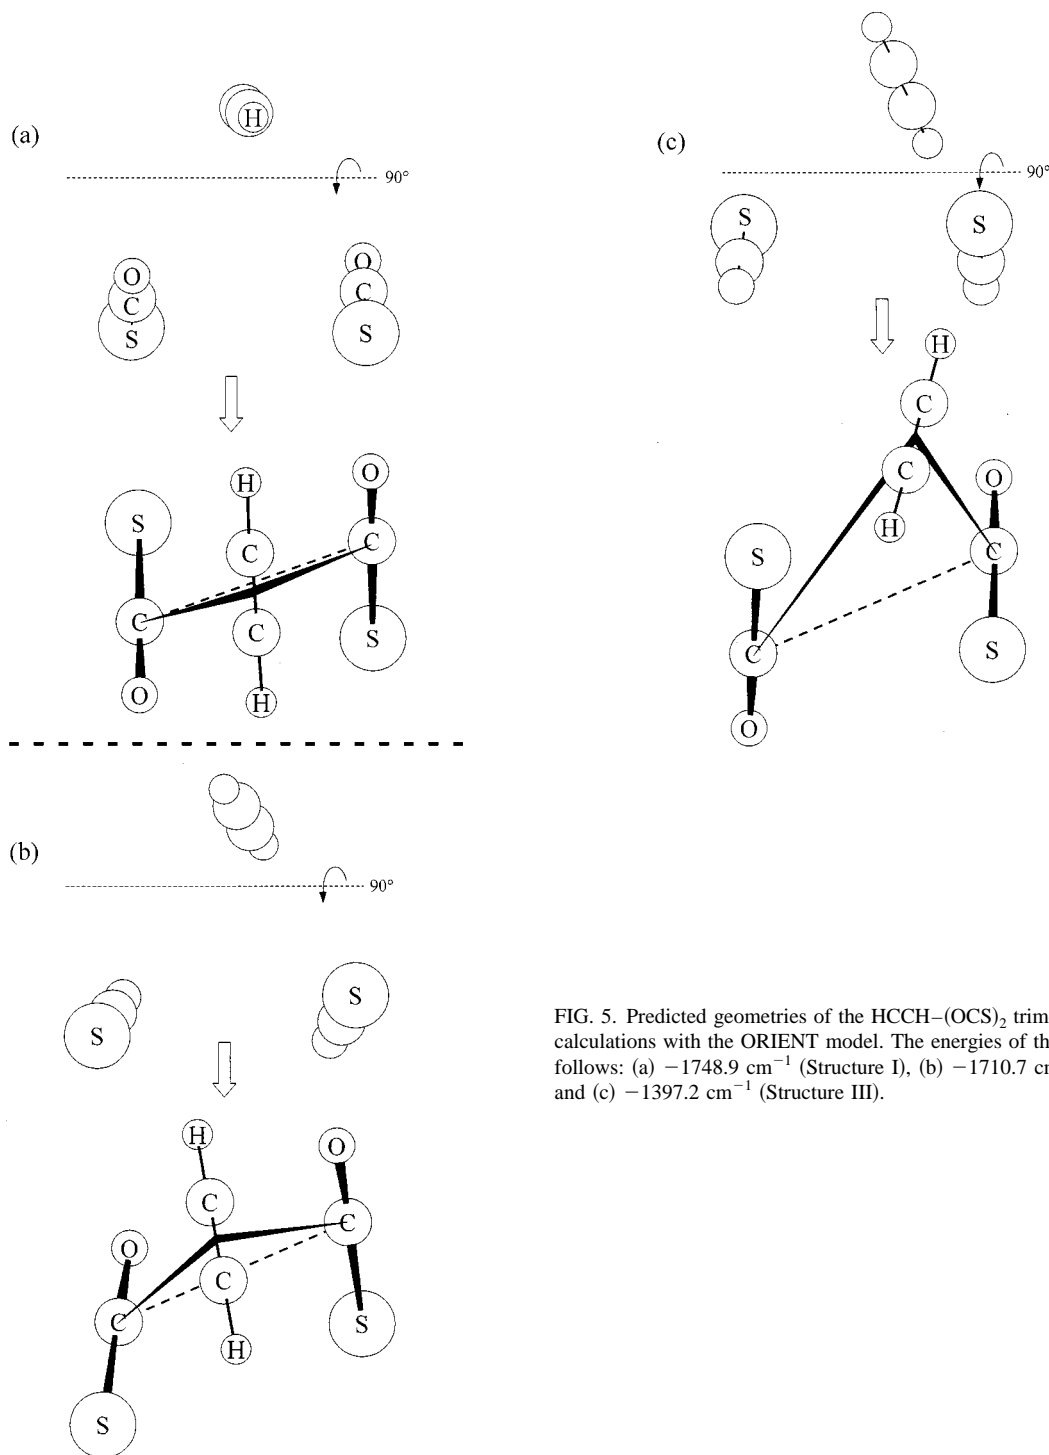 (a)
H
90°
O
C
S
O
C
S
H
O
S
C
C
C
C
S
O
H
(b)
90°
S
S
H
O
C
C
O
C
C
H
S
S
(c)
90°
S
S
H
C
C
O
H
C
S
C
S
O
FIG. 5. Predicted geometries of the HCCH–(OCS)₂ trim
calculations with the ORIENT model. The energies of th
follows: (a) −1748.9 cm⁻¹ (Structure I), (b) −1710.7 cm
and (c) −1397.2 cm⁻¹ (Structure III).